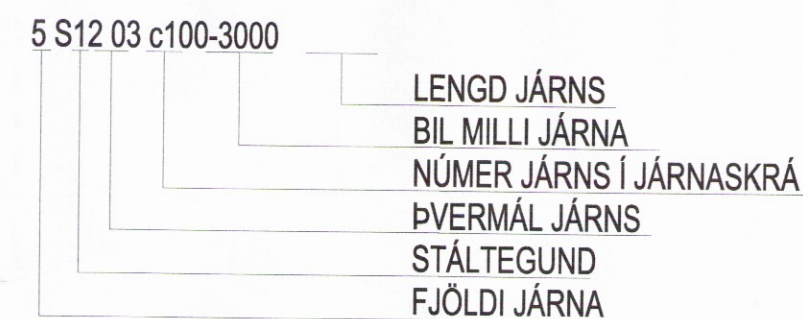 5 S12 03 c100-3000
LENGD JÁRNS
BIL MILLI JÁRNA
NÚMER JÁRNS Í JÁRNASKRÁ
ÞVERMÁL JÁRNS
STÁLTEGUND
FJÖLDI JÁRNA